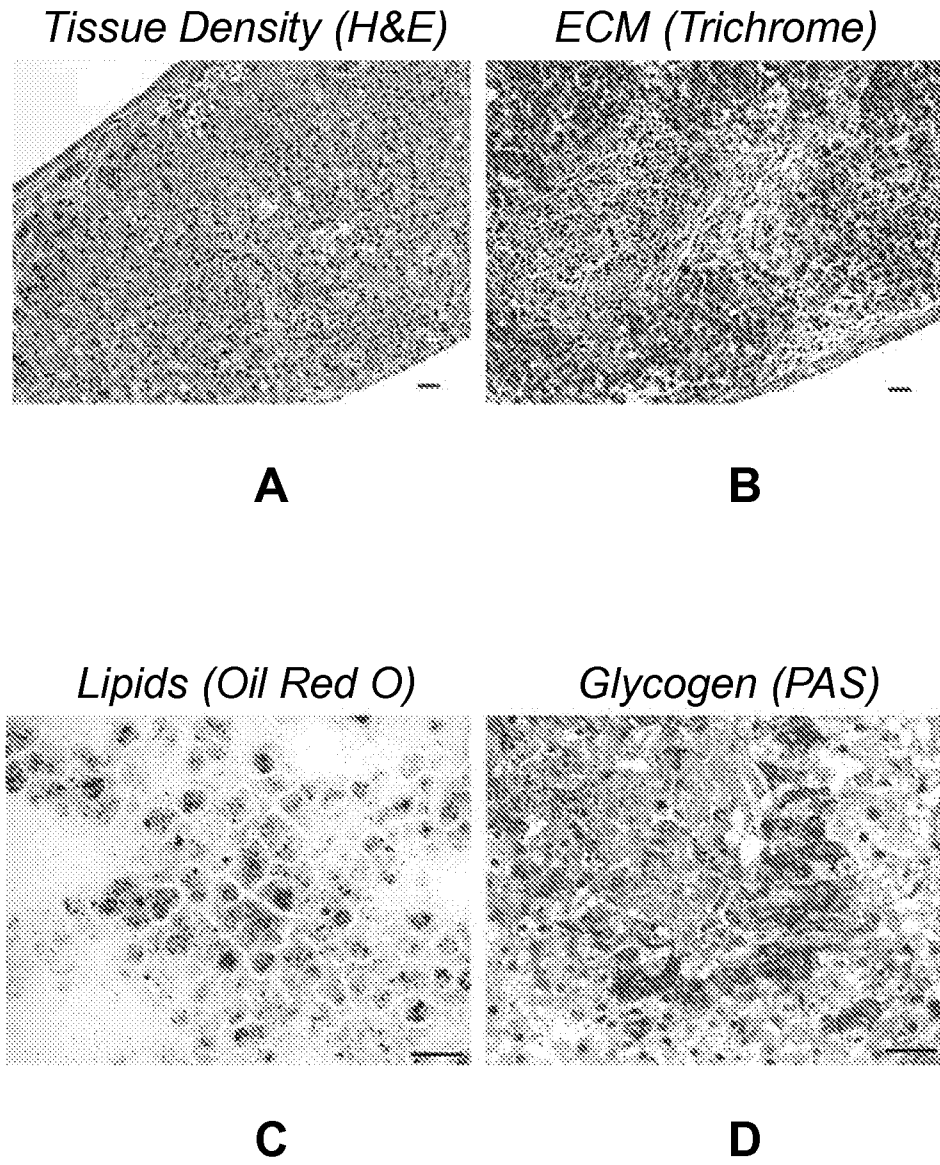 Tissue Density (H&E)
ECM (Trichrome)
A
B
Lipids (Oil Red O)
Glycogen (PAS)
C
D